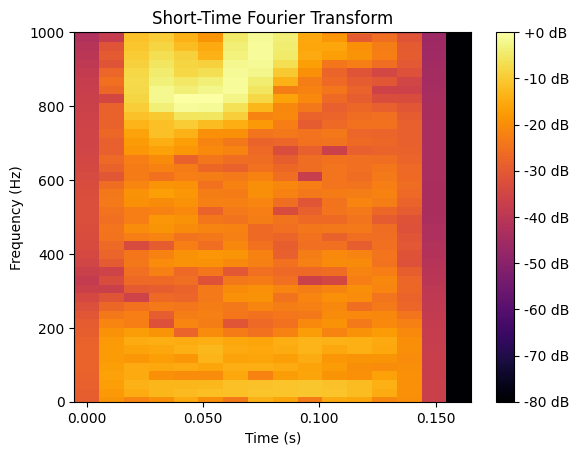 Short-Time Fourier Transform
Frequency (Hz)
1000
800
600
400
200
0
0.000
0.050
0.100
0.150
Time (s)
+0 dB
-10 dB
-20 dB
-30 dB
-40 dB
-50 dB
-60 dB
-70 dB
-80 dB